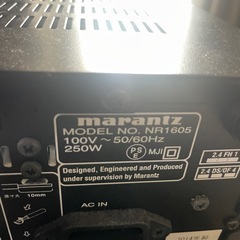 marantz
MODEL NO. NR1605
100V ~ 50/60Hz
250W
PS
E
MJI
2.4 FH 1
2.4 DS/OF 4
Designed, Engineered and Produced
under supervision by Marantz
10mm
AC IN